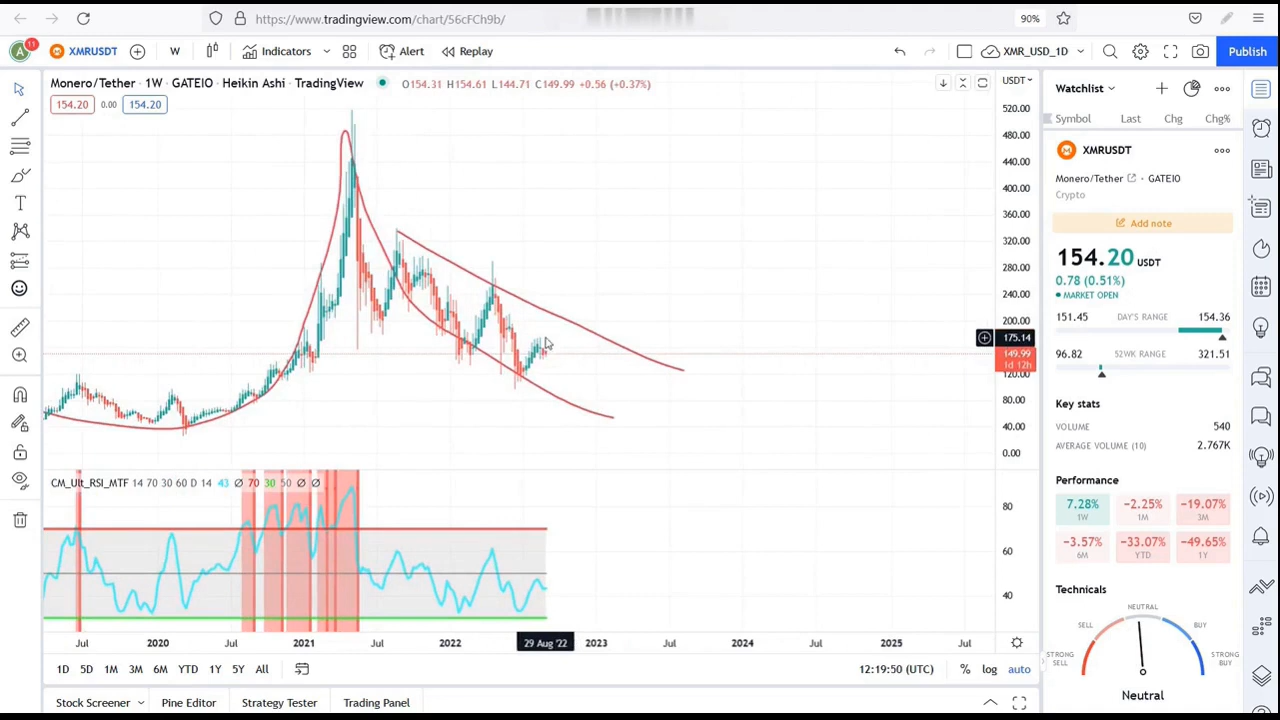 https://www.tradingview.com/chart/56cFCh9b/
90%
A 11 XMRUSDT W Indicators Alert Replay XMR_USD_1D Publish
Monero/Tether · 1W · GATEIO · Heikin Ashi · TradingView O154.31 H154.61 L144.71 C149.99 +0.56 (+0.37%)
154.20 0.00 154.20
USDT
520.00
480.00
440.00
400.00
360.00
320.00
280.00
240.00
200.00
175.14
149.99
1d 12h
120.00
80.00
40.00
0.00
CM_Ult_RSI_MTF 14 70 30 60 D 14 43 Ø 70 30 50 Ø Ø
80
60
40
Jul 2020 Jul 2021 Jul 2022 29 Aug '22 2023 Jul 2024 Jul 2025 Jul
1D 5D 1M 3M 6M YTD 1Y 5Y All 12:19:50 (UTC) % log auto
Stock Screener Pine Editor Strategy Tester Trading Panel
Watchlist
Symbol Last Chg Chg%
XMRUSDT
Monero/Tether · GATEIO
Crypto
Add note
154.20 USDT
0.78 (0.51%)
MARKET OPEN
151.45 DAY'S RANGE 154.36
96.82 52WK RANGE 321.51
Key stats
VOLUME 540
AVERAGE VOLUME (10) 2.767K
Performance
7.28% −2.25% −19.07%
1W 1M 3M
−3.57% −33.07% −49.65%
6M YTD 1Y
Technicals
NEUTRAL
SELL BUY
STRONG SELL STRONG BUY
Neutral